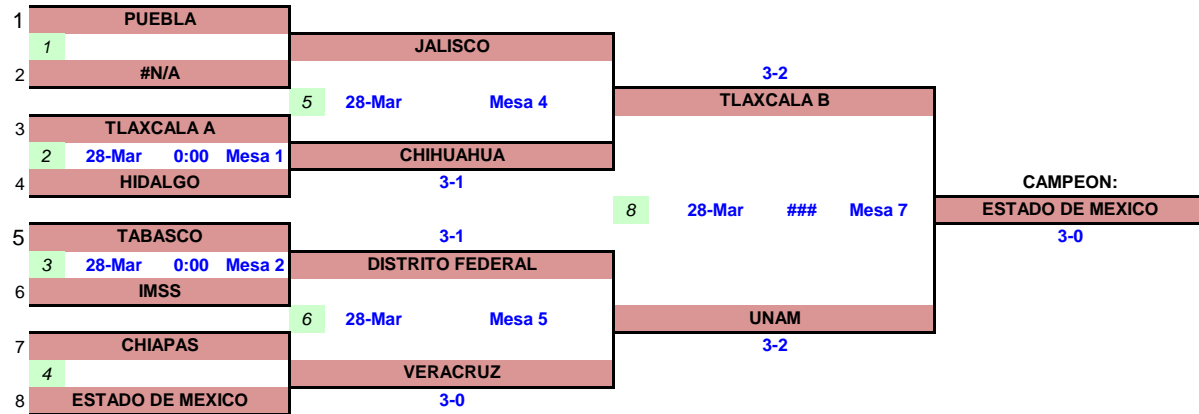 1 PUEBLA
1 JALISCO
2 #N/A 3-2
5 28-Mar Mesa 4 TLAXCALA B
3 TLAXCALA A
2 28-Mar 0:00 Mesa 1 CHIHUAHUA
4 HIDALGO 3-1 CAMPEON:
8 28-Mar ### Mesa 7 ESTADO DE MEXICO
5 TABASCO 3-1 3-0
3 28-Mar 0:00 Mesa 2 DISTRITO FEDERAL
6 IMSS
6 28-Mar Mesa 5 UNAM
7 CHIAPAS 3-2
4 VERACRUZ
8 ESTADO DE MEXICO 3-0